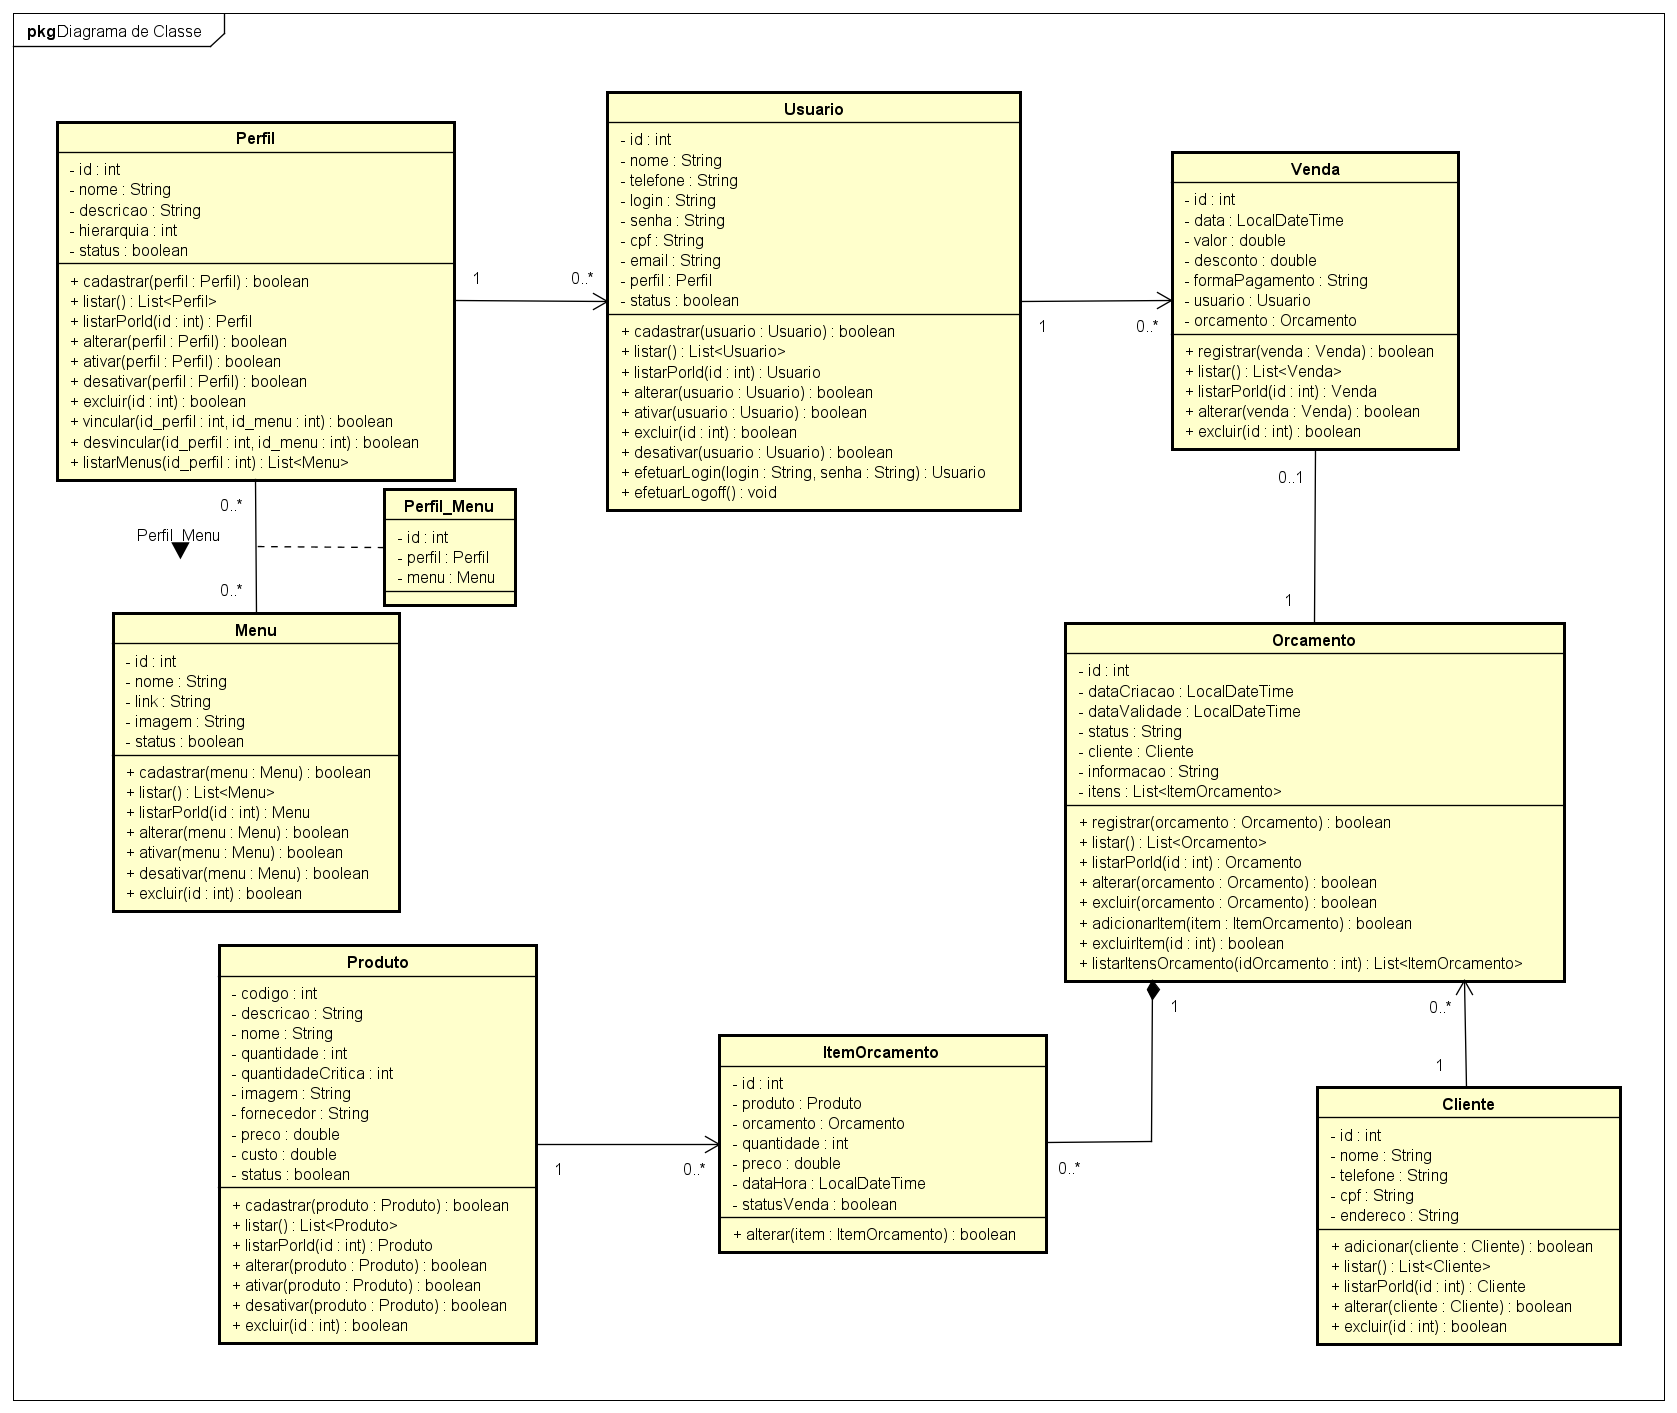 pkg Diagrama de Classe
Perfil
- id : int
- nome : String
- descricao : String
- hierarquia : int
- status : boolean
+ cadastrar(perfil : Perfil) : boolean
+ listar() : List<Perfil>
+ listarPorId(id : int) : Perfil
+ alterar(perfil : Perfil) : boolean
+ ativar(perfil : Perfil) : boolean
+ desativar(perfil : Perfil) : boolean
+ excluir(id : int) : boolean
+ vincular(id_perfil : int, id_menu : int) : boolean
+ desvincular(id_perfil : int, id_menu : int) : boolean
+ listarMenus(id_perfil : int) : List<Menu>
1
0..*
Usuario
- id : int
- nome : String
- telefone : String
- login : String
- senha : String
- cpf : String
- email : String
- perfil : Perfil
- status : boolean
+ cadastrar(usuario : Usuario) : boolean
+ listar() : List<Usuario>
+ listarPorId(id : int) : Usuario
+ alterar(usuario : Usuario) : boolean
+ ativar(usuario : Usuario) : boolean
+ excluir(id : int) : boolean
+ desativar(usuario : Usuario) : boolean
+ efetuarLogin(login : String, senha : String) : Usuario
+ efetuarLogoff() : void
1
0..*
Venda
- id : int
- data : LocalDateTime
- valor : double
- desconto : double
- formaPagamento : String
- usuario : Usuario
- orcamento : Orcamento
+ registrar(venda : Venda) : boolean
+ listar() : List<Venda>
+ listarPorId(id : int) : Venda
+ alterar(venda : Venda) : boolean
+ excluir(id : int) : boolean
0..1
1
0..*
Perfil_Menu
0..*
Perfil_Menu
- id : int
- perfil : Perfil
- menu : Menu
Menu
- id : int
- nome : String
- link : String
- imagem : String
- status : boolean
+ cadastrar(menu : Menu) : boolean
+ listar() : List<Menu>
+ listarPorId(id : int) : Menu
+ alterar(menu : Menu) : boolean
+ ativar(menu : Menu) : boolean
+ desativar(menu : Menu) : boolean
+ excluir(id : int) : boolean
Orcamento
- id : int
- dataCriacao : LocalDateTime
- dataValidade : LocalDateTime
- status : String
- cliente : Cliente
- informacao : String
- itens : List<ItemOrcamento>
+ registrar(orcamento : Orcamento) : boolean
+ listar() : List<Orcamento>
+ listarPorId(id : int) : Orcamento
+ alterar(orcamento : Orcamento) : boolean
+ excluir(orcamento : Orcamento) : boolean
+ adicionarItem(item : ItemOrcamento) : boolean
+ excluirItem(id : int) : boolean
+ listarItensOrcamento(idOrcamento : int) : List<ItemOrcamento>
1
0..*
1
Produto
- codigo : int
- descricao : String
- nome : String
- quantidade : int
- quantidadeCritica : int
- imagem : String
- fornecedor : String
- preco : double
- custo : double
- status : boolean
+ cadastrar(produto : Produto) : boolean
+ listar() : List<Produto>
+ listarPorId(id : int) : Produto
+ alterar(produto : Produto) : boolean
+ ativar(produto : Produto) : boolean
+ desativar(produto : Produto) : boolean
+ excluir(id : int) : boolean
1
0..*
ItemOrcamento
- id : int
- produto : Produto
- orcamento : Orcamento
- quantidade : int
- preco : double
- dataHora : LocalDateTime
- statusVenda : boolean
+ alterar(item : ItemOrcamento) : boolean
0..*
Cliente
- id : int
- nome : String
- telefone : String
- cpf : String
- endereco : String
+ adicionar(cliente : Cliente) : boolean
+ listar() : List<Cliente>
+ listarPorId(id : int) : Cliente
+ alterar(cliente : Cliente) : boolean
+ excluir(id : int) : boolean